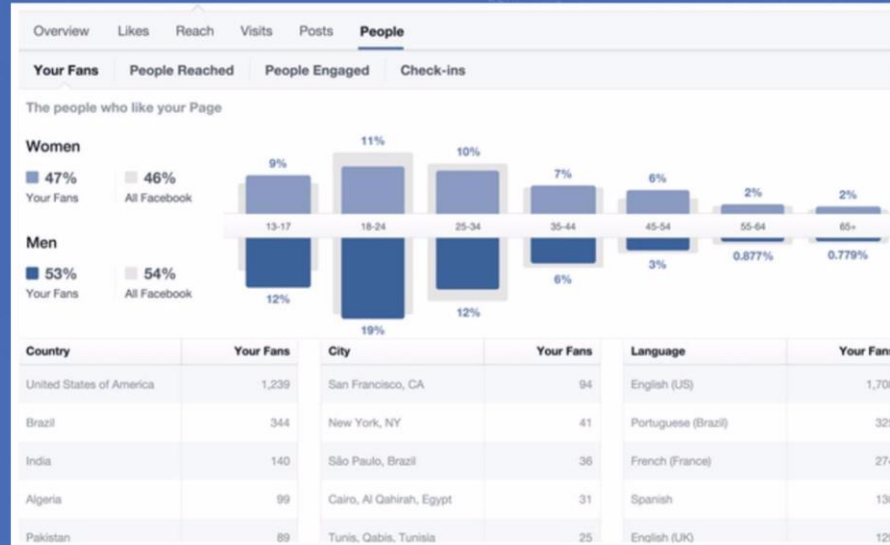 Overview Likes Reach Visits Posts People
Your Fans People Reached People Engaged Check-ins
The people who like your Page
Women
47% 46%
Your Fans All Facebook
9% 11% 10% 7% 6% 2% 2%
13-17 18-24 25-34 35-44 45-54 55-64 65+
Men
53% 54%
Your Fans All Facebook
12% 19% 12% 6% 3% 0.877% 0.779%
Country Your Fans City Your Fans Language Your Fans
United States of America 1,239 San Francisco, CA 94 English (US)
Brazil 344 New York, NY 41 Portuguese (Brazil)
India 140 São Paulo, Brazil 36 French (France)
Algeria 99 Cairo, Al Qahirah, Egypt 31 Spanish
Pakistan 89 Tunis, Qabis, Tunisia 25 English (UK)